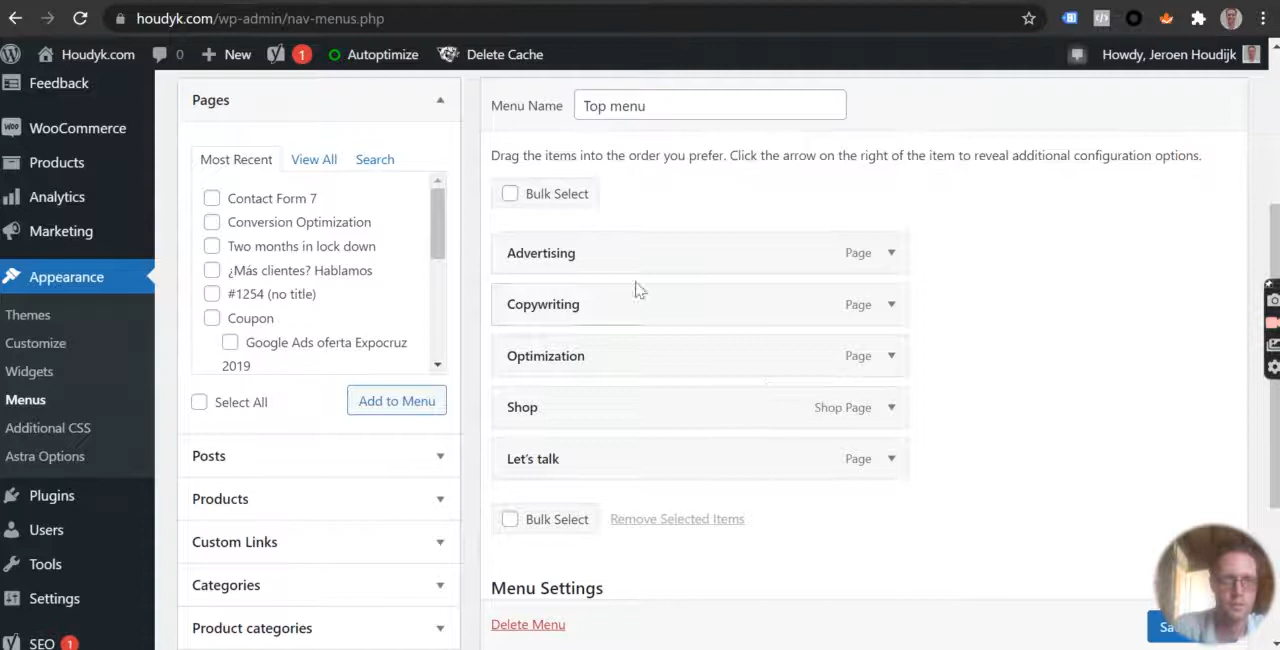 houdyk.com/wp-admin/nav-menus.php
Houdyk.com 0 New 1 Autoptimize Delete Cache Howdy, Jeroen Houdijk
Feedback
WooCommerce
Products
Analytics
Marketing
Appearance
Themes
Customize
Widgets
Menus
Additional CSS
Astra Options
Plugins
Users
Tools
Settings
SEO 1
Pages
Most Recent View All Search
Contact Form 7
Conversion Optimization
Two months in lock down
¿Más clientes? Hablamos
#1254 (no title)
Coupon
Google Ads oferta Expocruz
2019
Select All Add to Menu
Posts
Products
Custom Links
Categories
Product categories
Menu Name Top menu
Drag the items into the order you prefer. Click the arrow on the right of the item to reveal additional configuration options.
Bulk Select
Advertising Page
Copywriting Page
Optimization Page
Shop Shop Page
Let's talk Page
Bulk Select Remove Selected Items
Menu Settings
Delete Menu